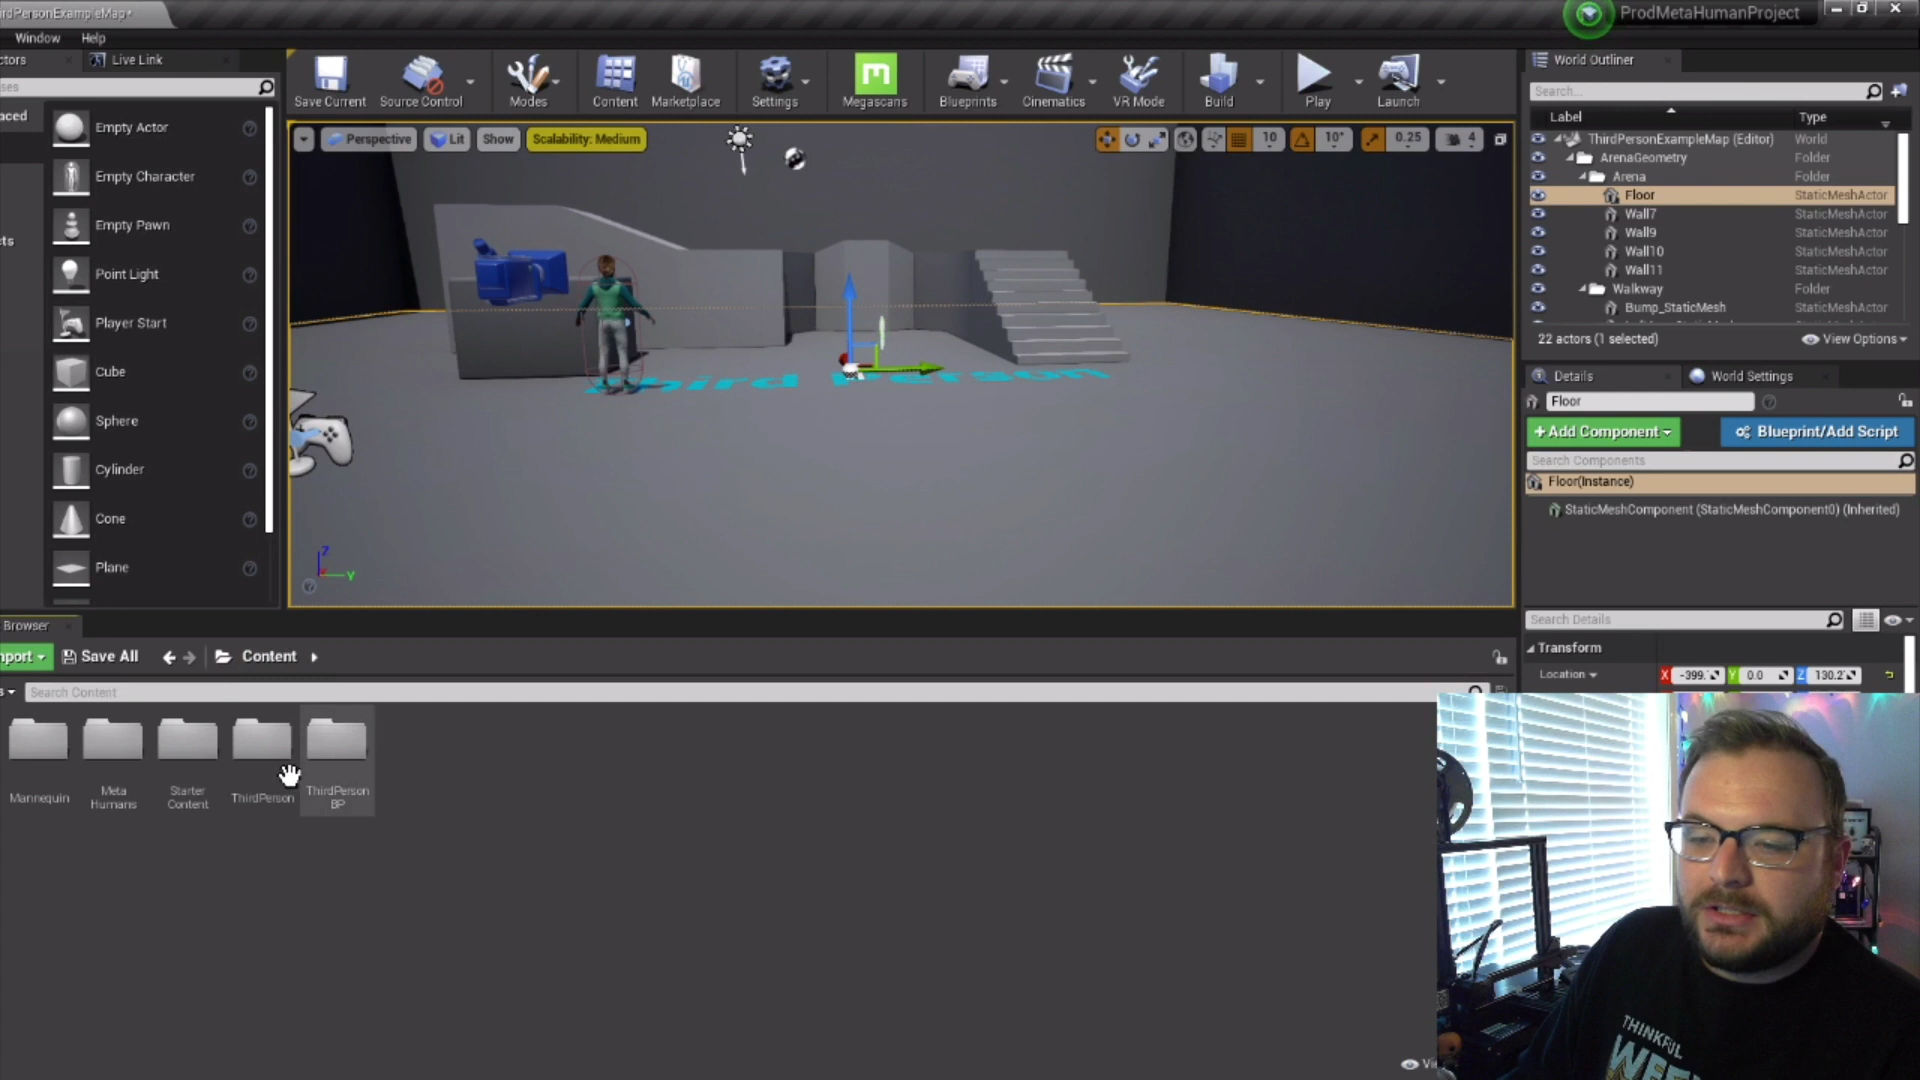 irdPersonExampleMap*
ProdMetaHumanProject
Window Help
ctors Live Link
World Outliner
Save Current Source Control Modes Content Marketplace Settings Megascans Blueprints Cinematics VR Mode Build Play Launch
Search...
Label Type
Perspective Lit Show Scalability: Medium
10 10° 0.25 4
Empty Actor
Empty Character
Empty Pawn
Point Light
Player Start
Cube
Sphere
Cylinder
Cone
Plane
Third Person
Z
Y
ThirdPersonExampleMap (Editor) World
ArenaGeometry Folder
Arena Folder
Floor StaticMeshActor
Wall7 StaticMeshActor
Wall9 StaticMeshActor
Wall10 StaticMeshActor
Wall11 StaticMeshActor
Walkway Folder
Bump_StaticMesh StaticMeshActor
22 actors (1 selected) View Options
Details World Settings
Floor
+Add Component Blueprint/Add Script
Search Components
Floor(Instance)
StaticMeshComponent (StaticMeshComponent0) (Inherited)
Search Details
Transform
Location X -399. Y 0.0 Z 130.2
Browser
mport Save All Content
Search Content
Mannequin
Meta Humans
Starter Content
ThirdPerson
ThirdPerson BP
THINKFUL